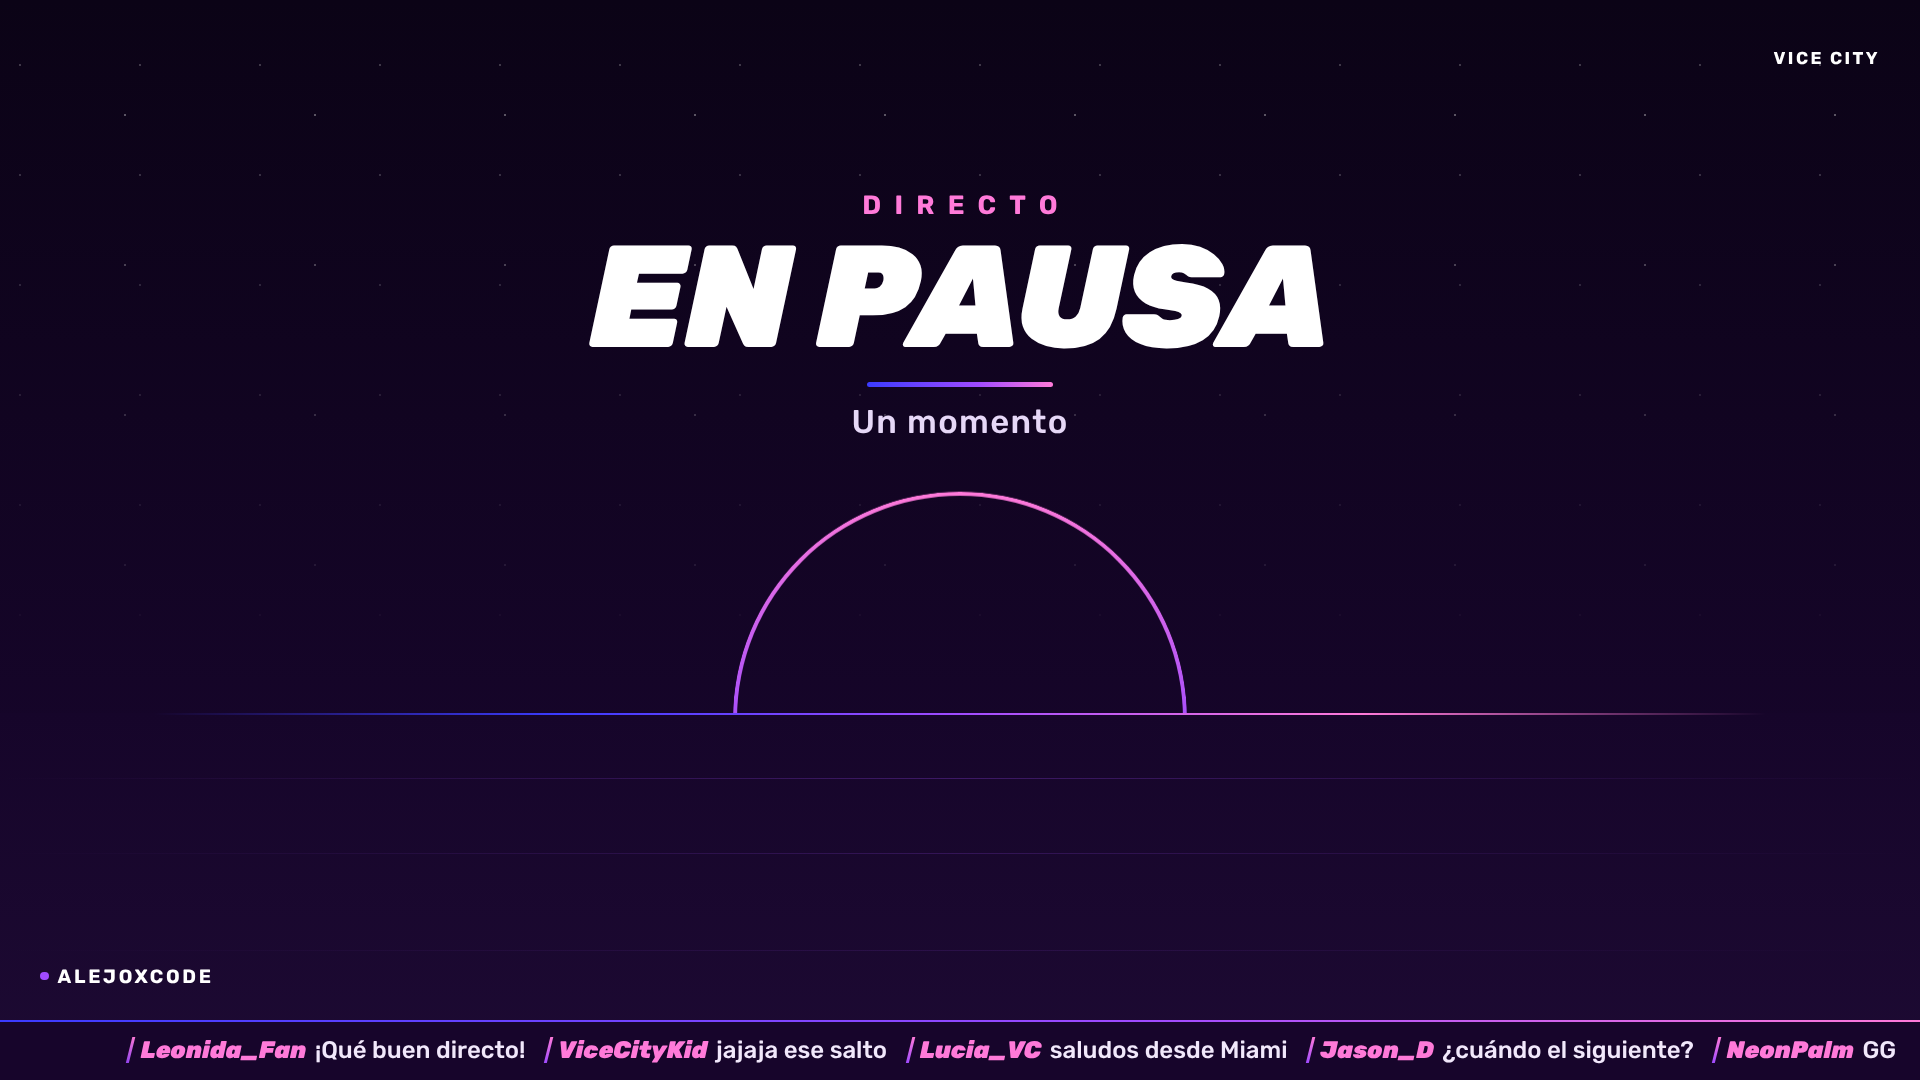 VICE CITY
DIRECTO
EN PAUSA
Un momento
ALEJOXCODE
/ Leonida_Fan ¡Qué buen directo! / ViceCityKid jajaja ese salto / Lucia_VC saludos desde Miami / Jason_D ¿cuándo el siguiente? / NeonPalm GG